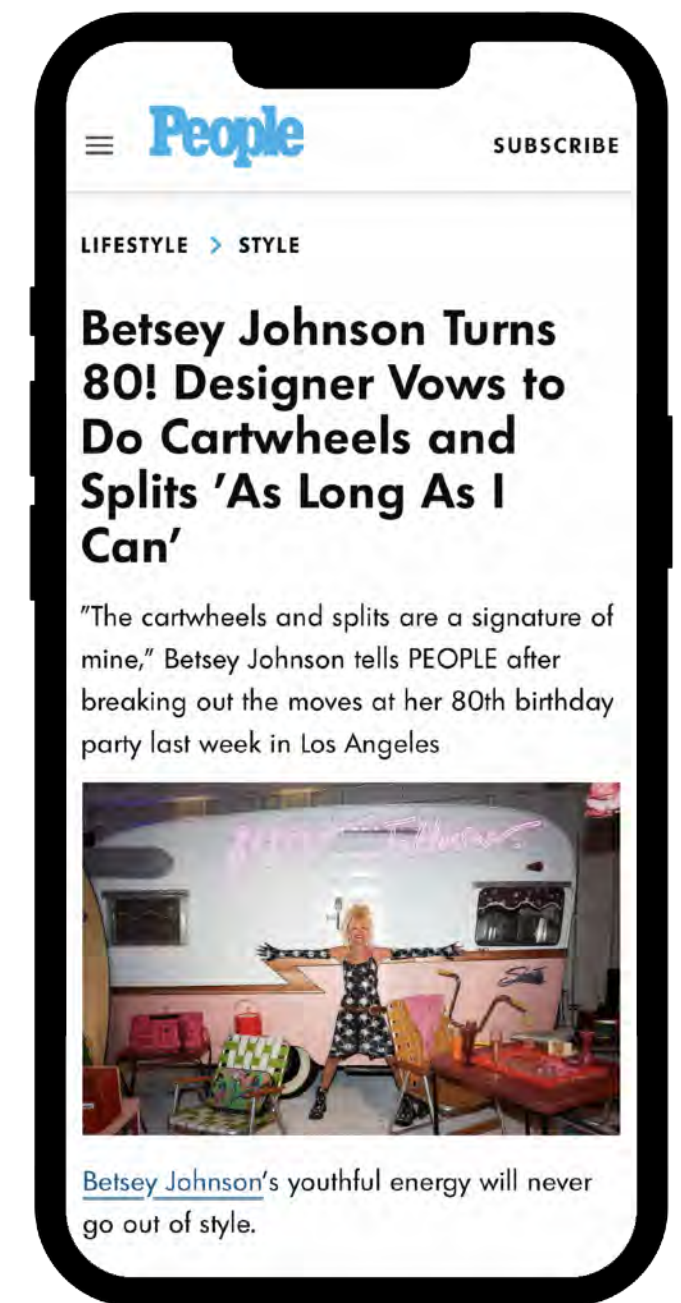 People
SUBSCRIBE
LIFESTYLE > STYLE
Betsey Johnson Turns
80! Designer Vows to
Do Cartwheels and
Splits 'As Long As I
Can'
"The cartwheels and splits are a signature of
mine," Betsey Johnson tells PEOPLE after
breaking out the moves at her 80th birthday
party last week in Los Angeles
Betsey Johnson's youthful energy will never
go out of style.